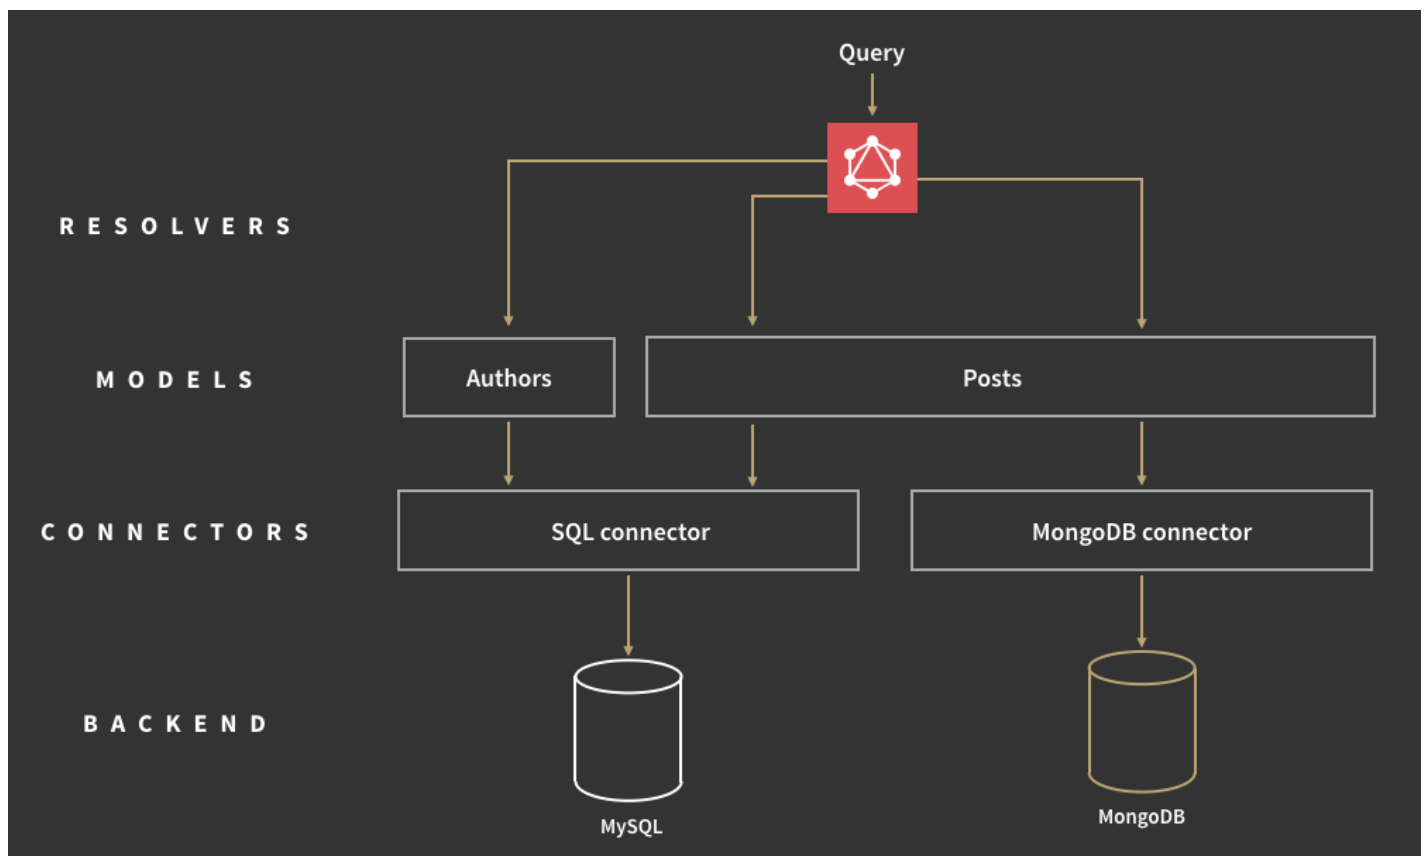 Query
RESOLVERS
MODELS
Authors
Posts
CONNECTORS
SQL connector
MongoDB connector
BACKEND
MySQL
MongoDB